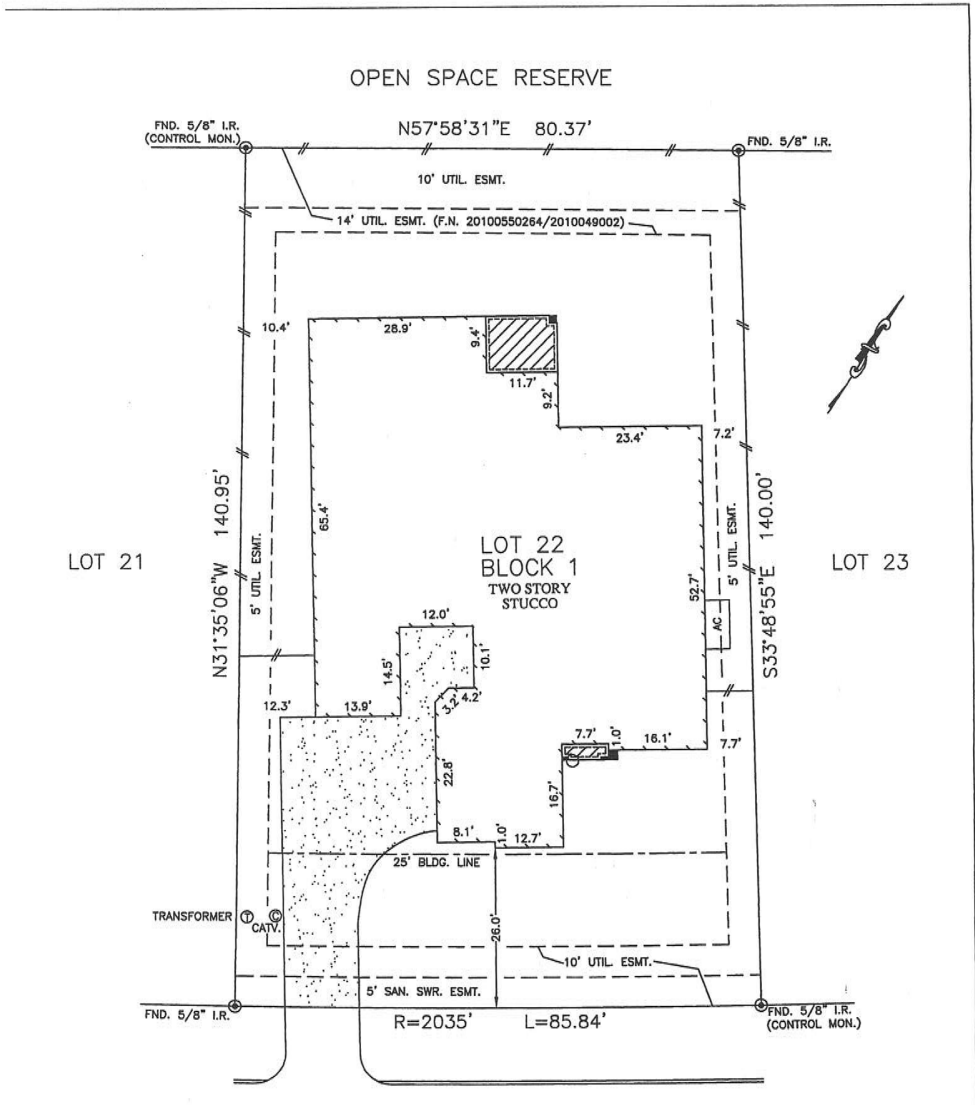 OPEN SPACE RESERVE
FND. 5/8" I.R.
(CONTROL MON.)
N57°58'31"E 80.37'
FND. 5/8" I.R.
10' UTIL. ESMT.
14' UTIL. ESMT. (F.N. 20100550264/2010049002)
10.4'
28.9'
9.4'
11.7'
9.2'
23.4'
7.2'
N31°35'06"W 140.95'
5' UTIL. ESMT.
65.4'
LOT 21
LOT 22
BLOCK 1
TWO STORY
STUCCO
52.7'
5' UTIL. ESMT.
S33°48'55"E 140.00'
LOT 23
AC
12.0'
14.5'
10.1'
4.2'
3.2'
12.3'
13.9'
7.7'
1.0'
16.1'
7.7'
22.8'
16.7'
8.1'
1.0'
12.7'
25' BLDG. LINE
TRANSFORMER T C
CATV.
26.0'
10' UTIL. ESMT.
5' SAN. SWR. ESMT.
FND. 5/8" I.R.
R=2035' L=85.84'
FND. 5/8" I.R.
(CONTROL MON.)